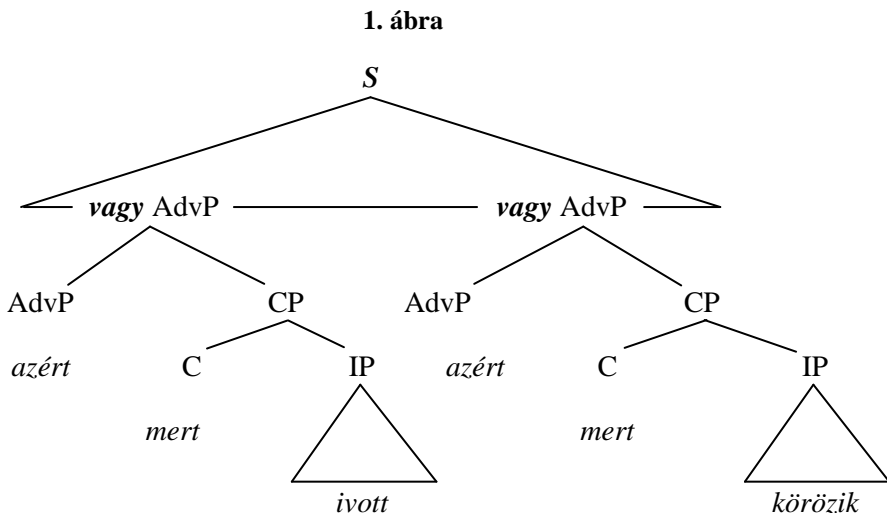 1. ábra
S
vagy AdvP vagy AdvP
AdvP CP AdvP CP
azért C IP azért C IP
mert mert
ivott körözik